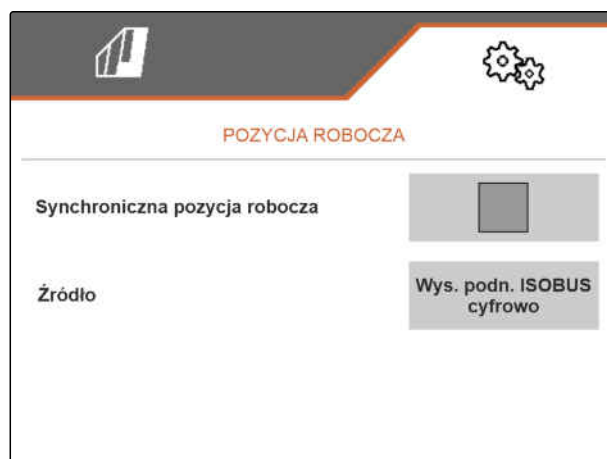 POZYCJA ROBOCZA
Synchroniczna pozycja robocza
Źródło
Wys. podn. ISOBUS
cyfrowo